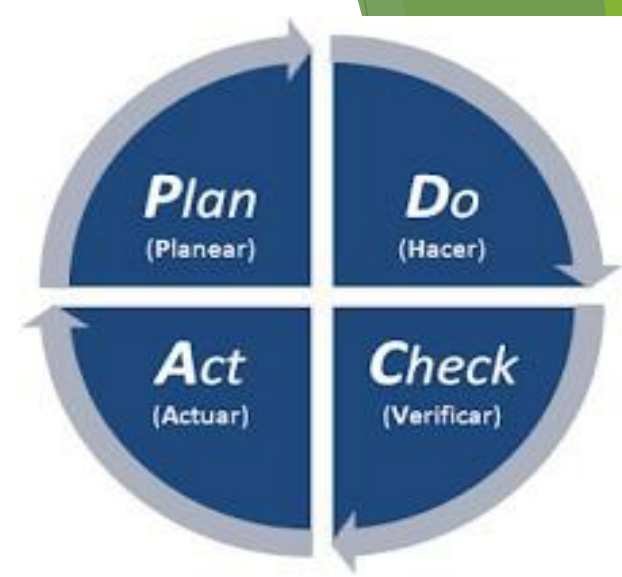 Plan
(Planear)
Do
(Hacer)
Act
(Actuar)
Check
(Verificar)